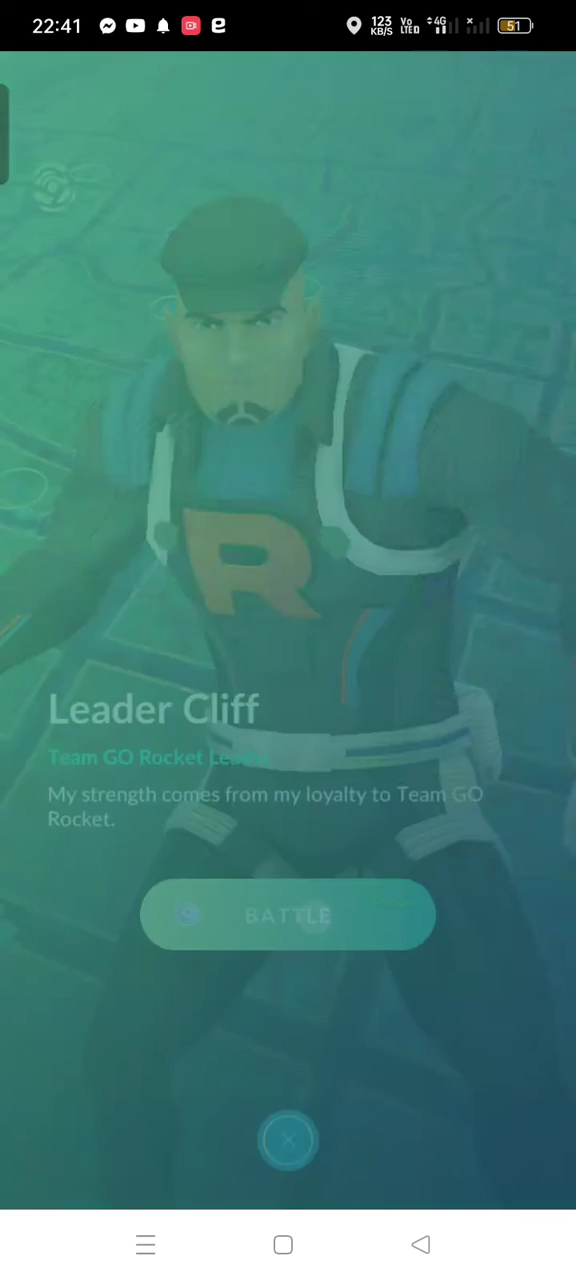 22:41
123 KB/S
Vo LTE
4G
51
R
Leader Cliff
Team GO Rocket Leader
My strength comes from my loyalty to Team GO
Rocket.
BATTLE